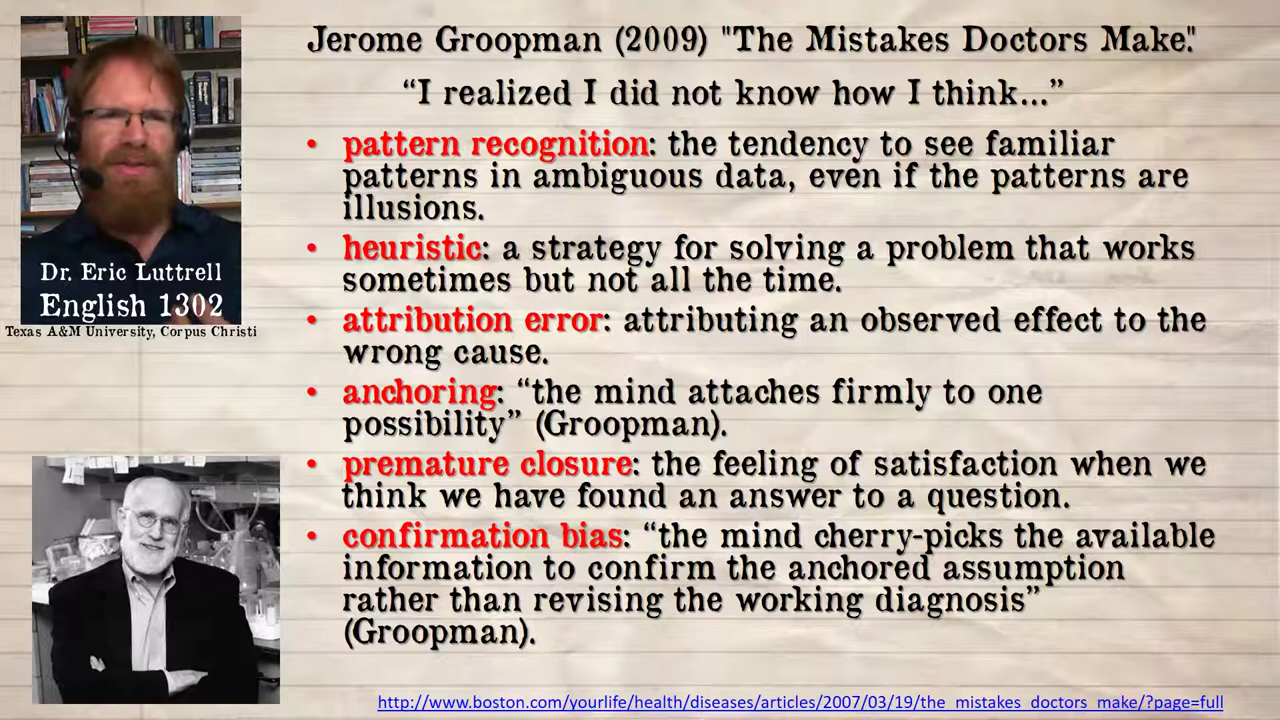 Jerome Groopman (2009) "The Mistakes Doctors Make."
“I realized I did not know how I think...”
• pattern recognition: the tendency to see familiar
patterns in ambiguous data, even if the patterns are
illusions.
• heuristic: a strategy for solving a problem that works
sometimes but not all the time.
• attribution error: attributing an observed effect to the
wrong cause.
• anchoring: “the mind attaches firmly to one
possibility” (Groopman).
• premature closure: the feeling of satisfaction when we
think we have found an answer to a question.
• confirmation bias: “the mind cherry-picks the available
information to confirm the anchored assumption
rather than revising the working diagnosis”
(Groopman).
Dr. Eric Luttrell
English 1302
Texas A&M University, Corpus Christi
http://www.boston.com/yourlife/health/diseases/articles/2007/03/19/the_mistakes_doctors_make/?page=full